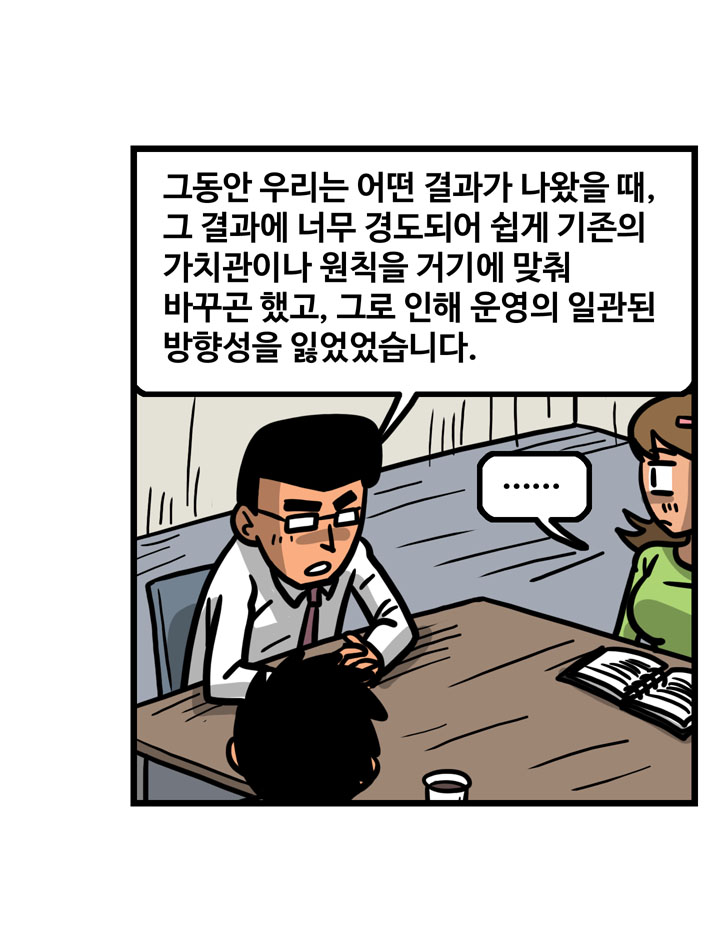 그동안 우리는 어떤 결과가 나왔을 때,
그 결과에 너무 경도되어 쉽게 기존의
가치관이나 원칙을 거기에 맞춰
바꾸곤 했고, 그로 인해 운영의 일관된
방향성을 잃었었습니다.
......